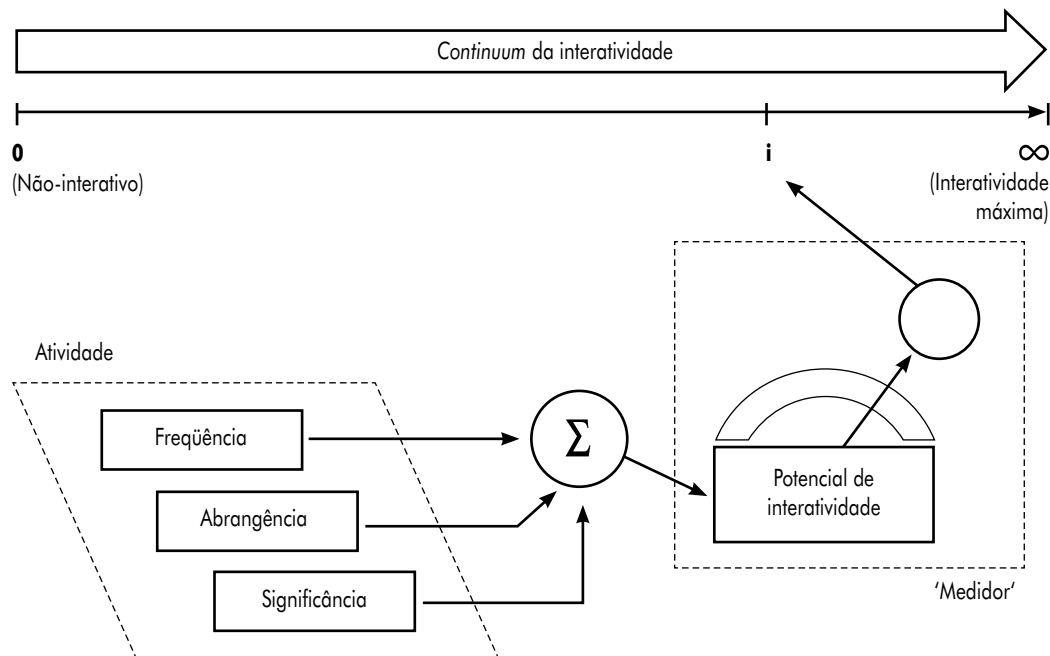 Continuum da interatividade
0
(Não-interativo)
i
∞
(Interatividade
máxima)
Atividade
Freqüência
Abrangência
Significância
Σ
Potencial de
interatividade
‘Medidor‘